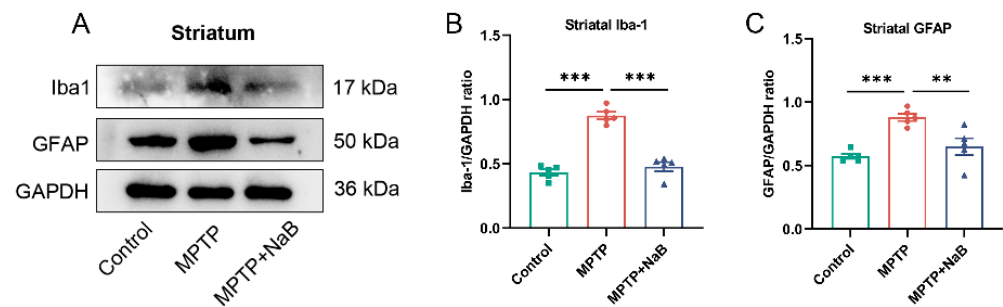 A
Striatum
Iba1
17 kDa
GFAP
50 kDa
GAPDH
36 kDa
Control
MPTP
MPTP+NaB
B
Striatal Iba-1
Iba-1/GAPDH ratio
1.5
1.0
0.5
0.0
***
***
Control
MPTP
MPTP+NaB
C
Striatal GFAP
GFAP/GAPDH ratio
1.5
1.0
0.5
0.0
***
**
Control
MPTP
MPTP+NaB